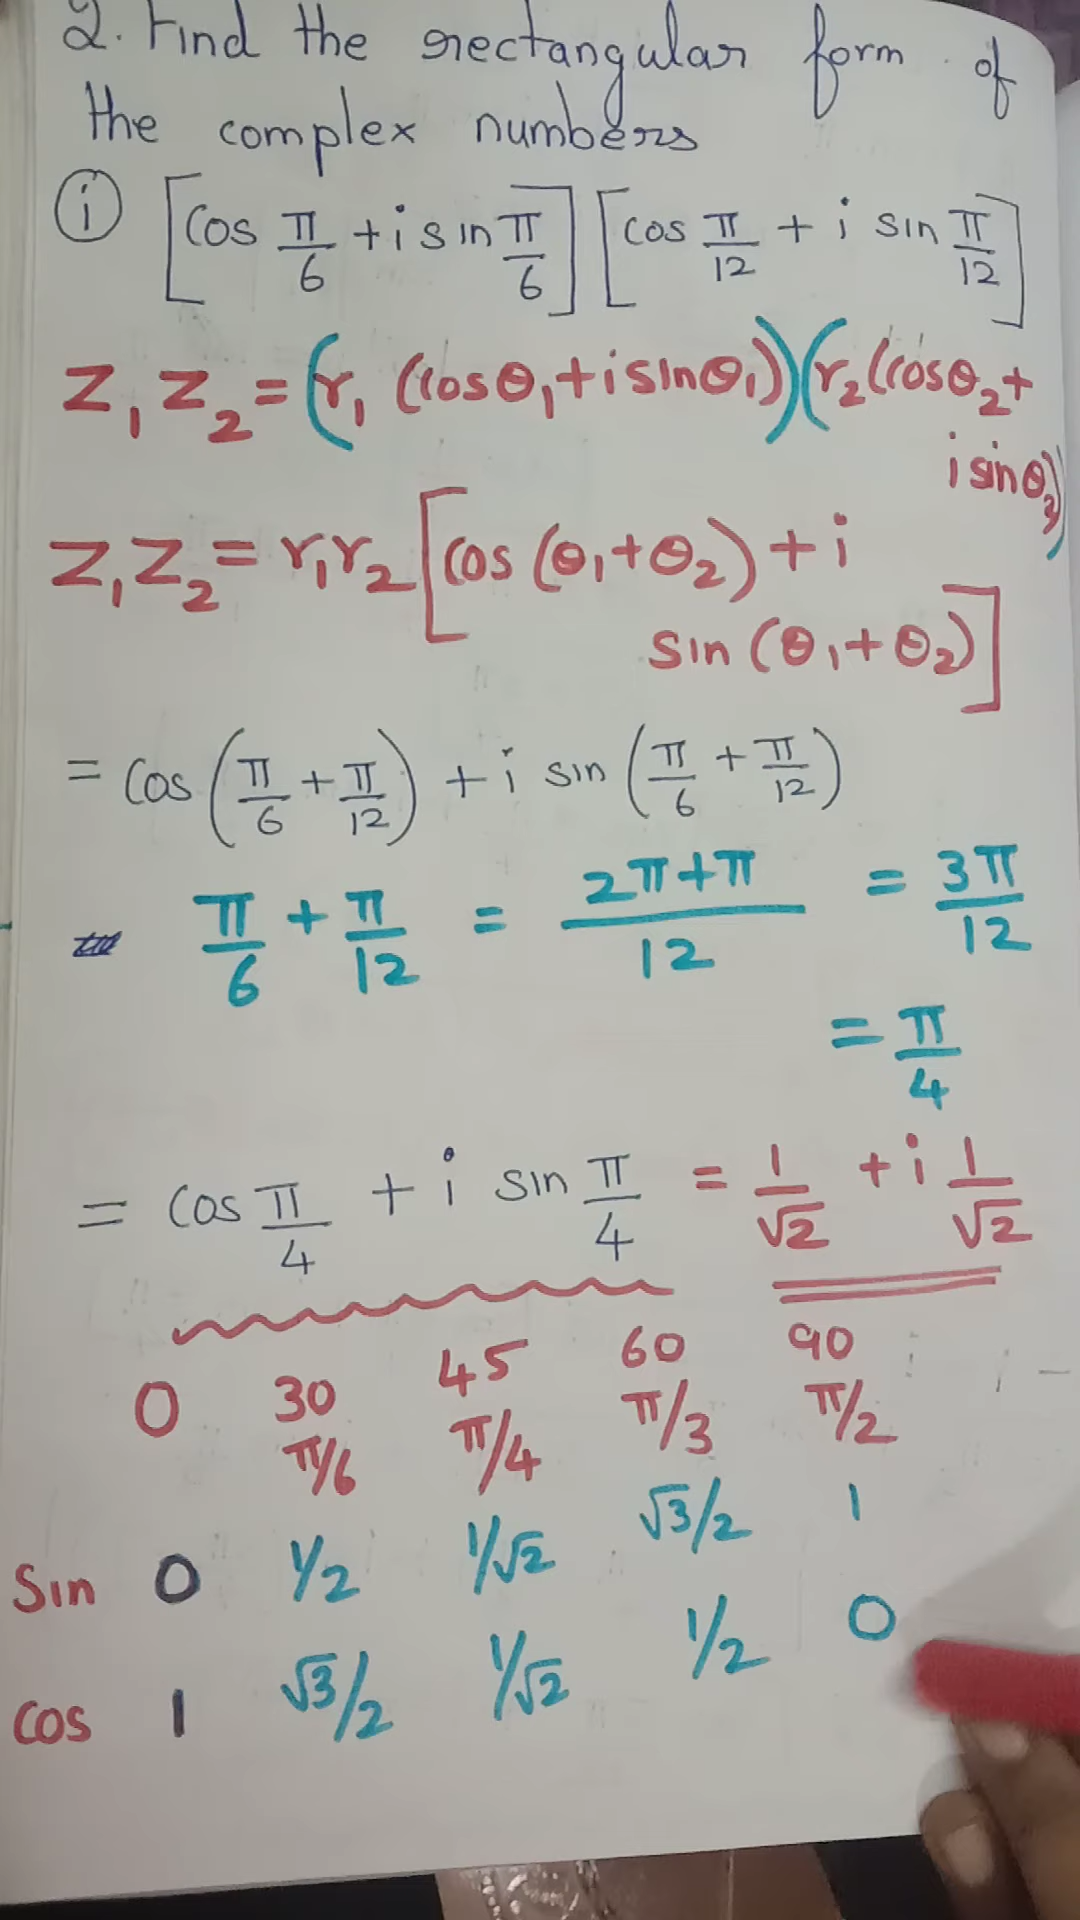 2. Find the rectangular form of
the complex numbers
(i) [cos π/6 + i sin π/6] [cos π/12 + i sin π/12]
z₁z₂ = (r₁ (cosθ₁ + i sinθ₁)) (r₂ (cosθ₂ +
i sinθ₂))
z₁z₂ = r₁r₂ [cos (θ₁+θ₂) + i
sin (θ₁+θ₂)]
= cos (π/6 + π/12) + i sin (π/6 + π/12)
π/6 + π/12 = 2π+π/12 = 3π/12
= π/4
= cos π/4 + i sin π/4 = 1/√2 + i 1/√2
0 30 45 60 90
π/6 π/4 π/3 π/2
Sin 0 1/2 1/√2 √3/2 1
cos 1 √3/2 1/√2 1/2 0